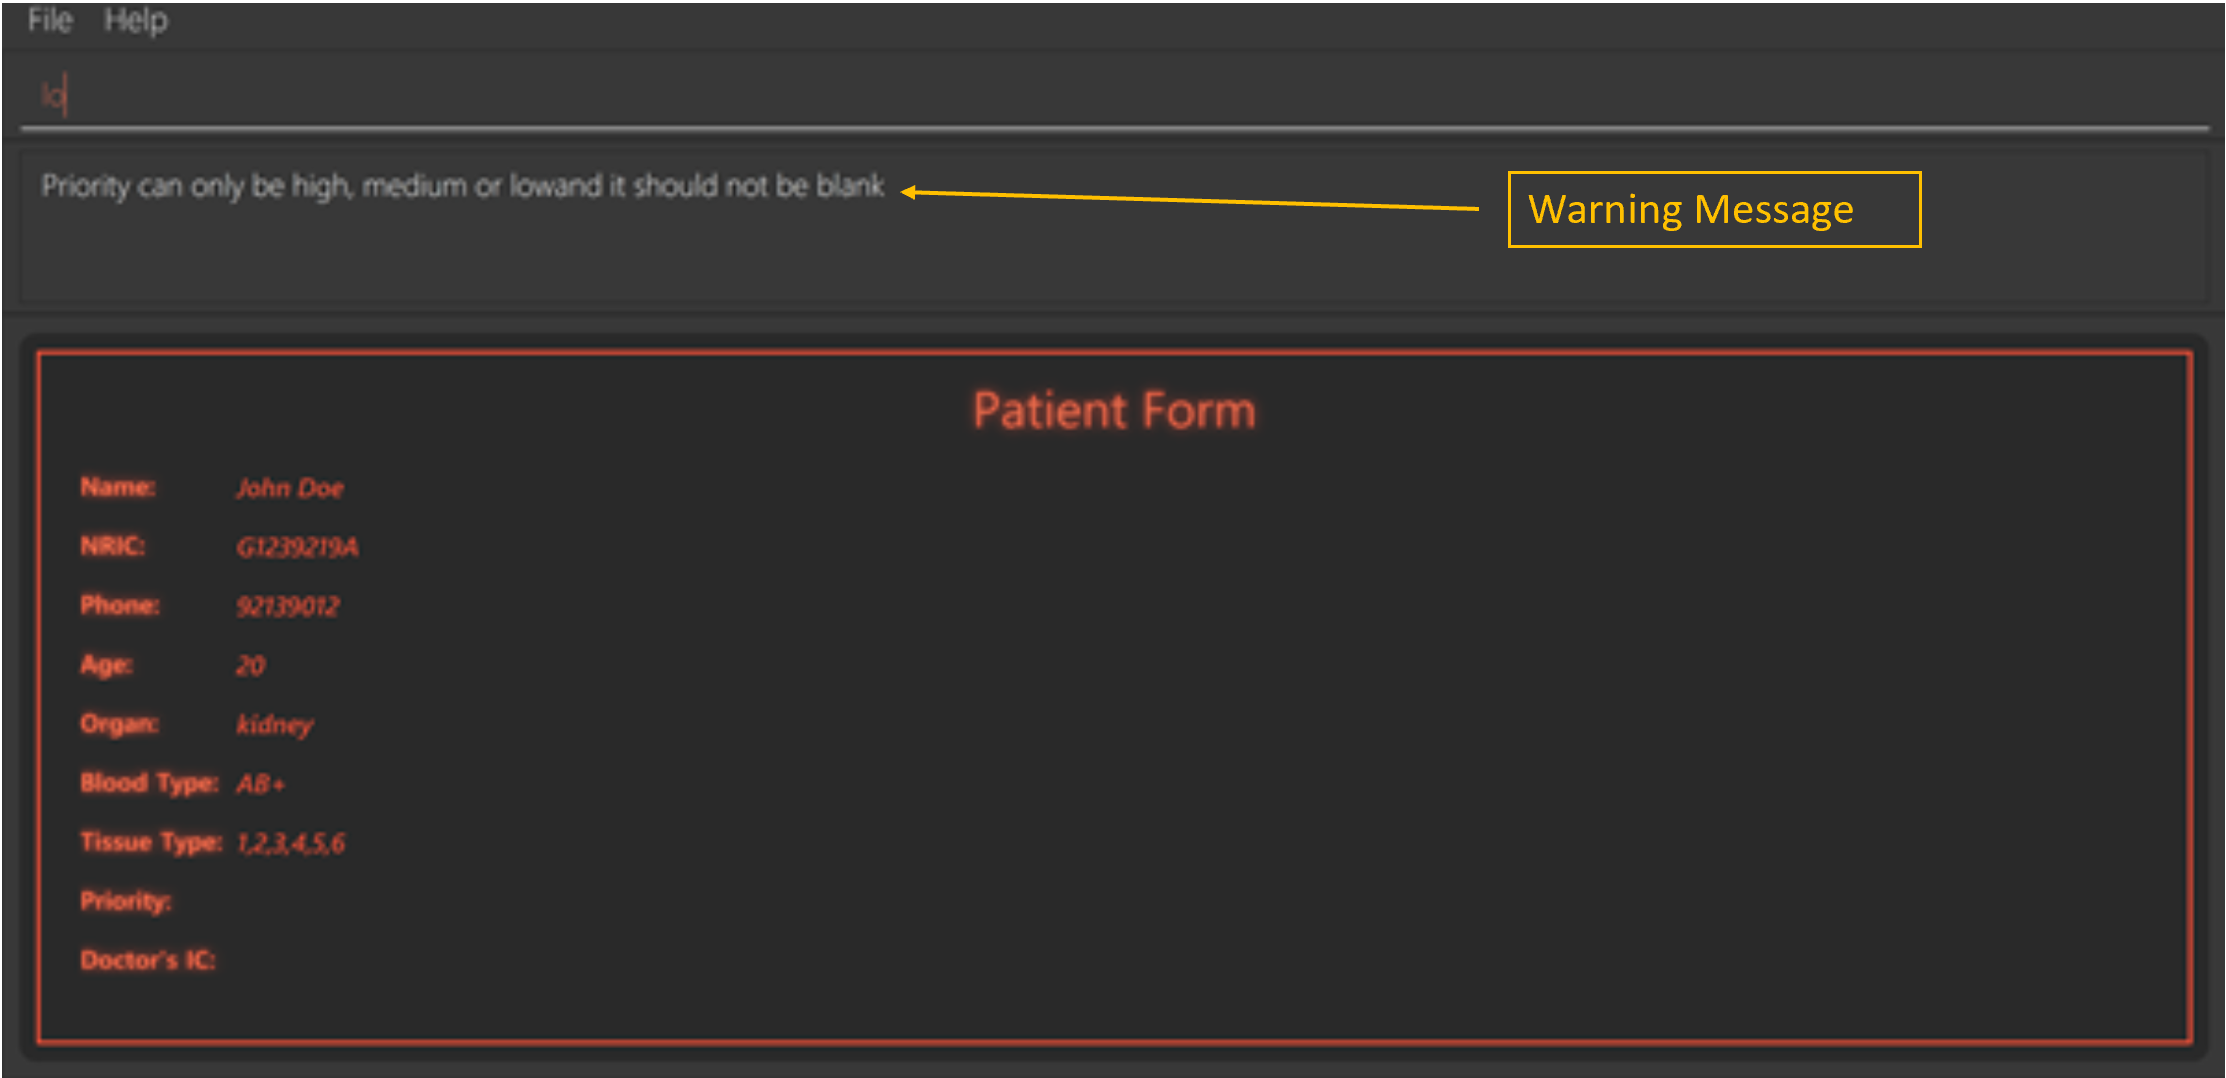 File Help
lo
Priority can only be high, medium or lowand it should not be blank
Warning Message
Patient Form
Name: John Doe
NRIC: G1239219A
Phone: 92139012
Age: 20
Organ: kidney
Blood Type: AB+
Tissue Type: 1,2,3,4,5,6
Priority:
Doctor's IC: